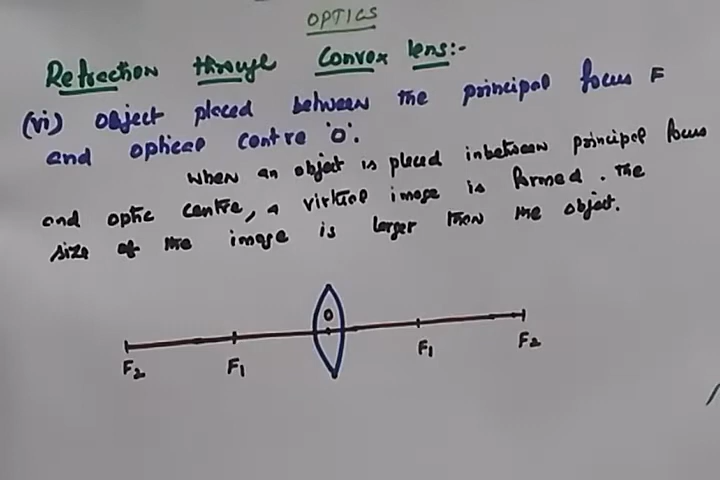 OPTICS
Refraction through Convex lens:-
(vi) object placed between the principal focus F
and optical centre 'O'.
When an object is placed inbetween principal focus
and optic centre, a virtual image is formed. The
size of the image is larger than the object.
O
F2 F1 F1 F2